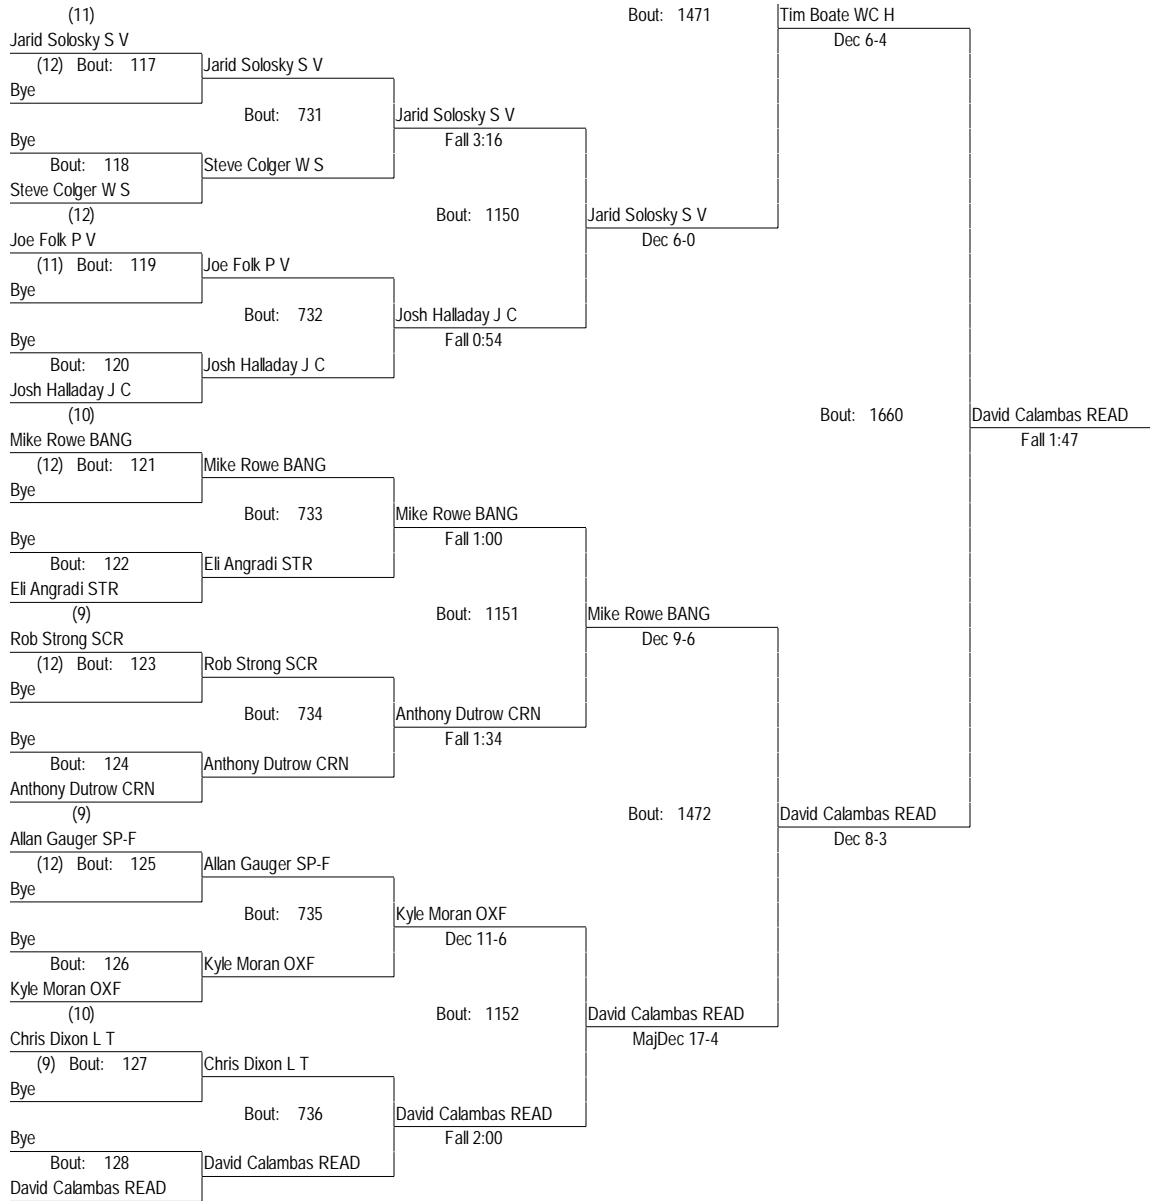 (11)
Bout: 1471
Tim Boate WC H
Jarid Solosky S V
Dec 6-4
(12) Bout: 117
Jarid Solosky S V
Bye
Bout: 731
Jarid Solosky S V
Bye
Fall 3:16
Bout: 118
Steve Colger W S
Steve Colger W S
(12)
Bout: 1150
Jarid Solosky S V
Joe Folk P V
Dec 6-0
(11) Bout: 119
Joe Folk P V
Bye
Bout: 732
Josh Halladay J C
Bye
Fall 0:54
Bout: 120
Josh Halladay J C
Josh Halladay J C
(10)
Bout: 1660
David Calambas READ
Mike Rowe BANG
Fall 1:47
(12) Bout: 121
Mike Rowe BANG
Bye
Bout: 733
Mike Rowe BANG
Bye
Fall 1:00
Bout: 122
Eli Angradi STR
Eli Angradi STR
(9)
Bout: 1151
Mike Rowe BANG
Rob Strong SCR
Dec 9-6
(12) Bout: 123
Rob Strong SCR
Bye
Bout: 734
Anthony Dutrow CRN
Bye
Fall 1:34
Bout: 124
Anthony Dutrow CRN
Anthony Dutrow CRN
(9)
Bout: 1472
David Calambas READ
Allan Gauger SP-F
Dec 8-3
(12) Bout: 125
Allan Gauger SP-F
Bye
Bout: 735
Kyle Moran OXF
Bye
Dec 11-6
Bout: 126
Kyle Moran OXF
Kyle Moran OXF
(10)
Bout: 1152
David Calambas READ
Chris Dixon L T
MajDec 17-4
(9) Bout: 127
Chris Dixon L T
Bye
Bout: 736
David Calambas READ
Bye
Fall 2:00
Bout: 128
David Calambas READ
David Calambas READ